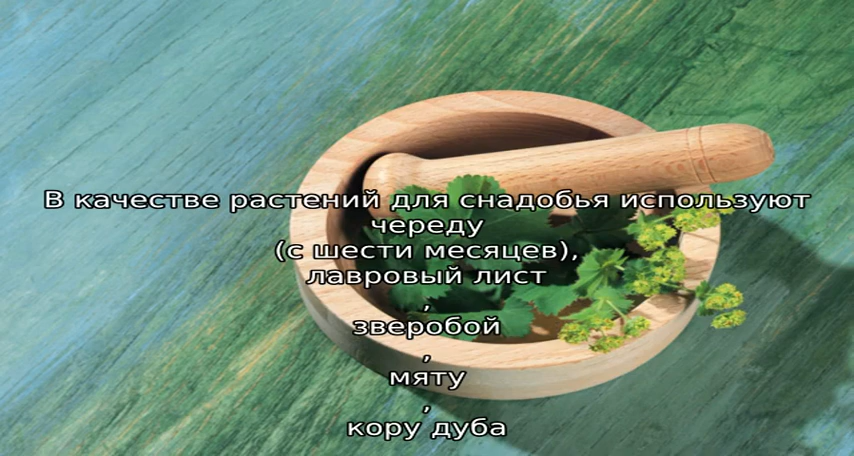 В качестве растений для снадобья используют
череду
(с шести месяцев),
лавровый лист
,
зверобой
,
мяту
,
кору дуба